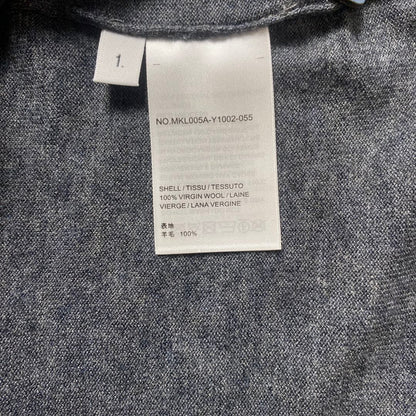 1
NO.MKL005A-Y1002-055
SHELL / TISSU / TESSUTO
100% VIRGIN WOOL / LAINE
VIERGE / LANA VERGINE
表地
羊毛 100%